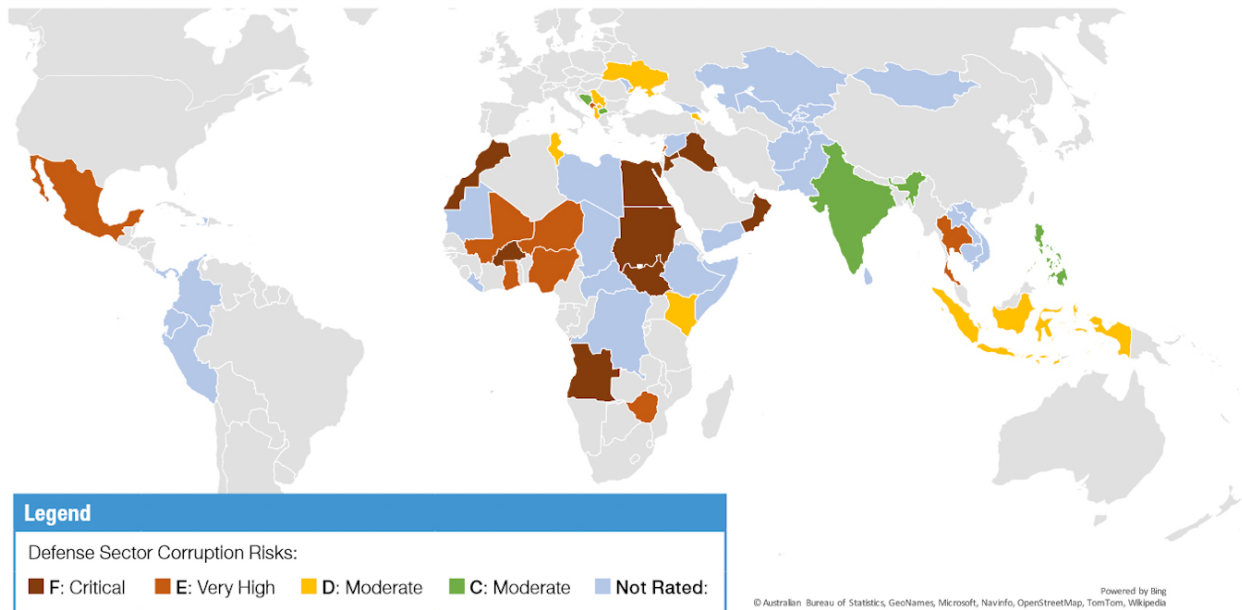 Legend
Defense Sector Corruption Risks:
F: Critical E: Very High D: Moderate C: Moderate Not Rated:
Powered by Bing
© Australian Bureau of Statistics, GeoNames, Microsoft, Navinfo, OpenStreetMap, TomTom, Wikipedia